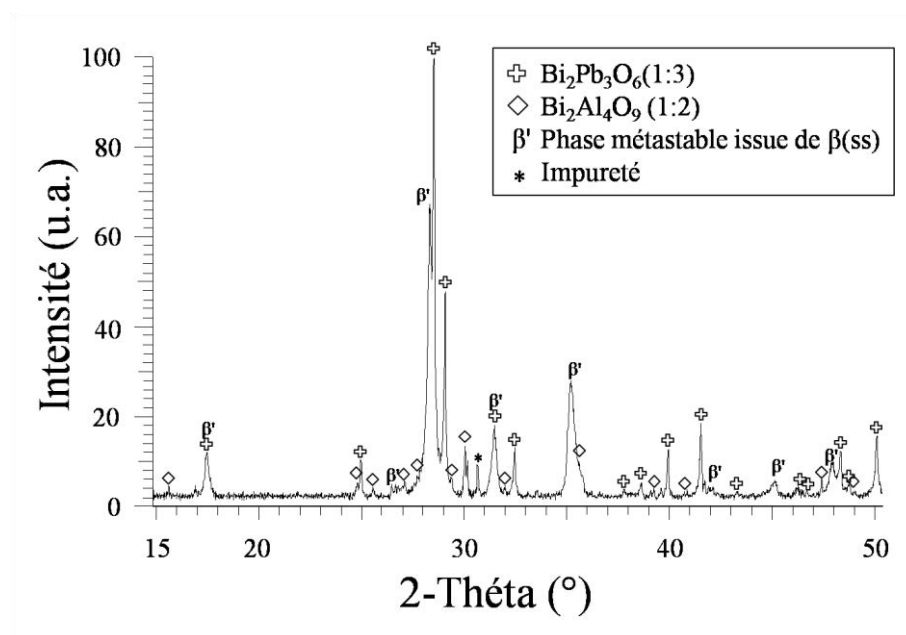 100
80
60
40
20
0
Intensité (u.a.)
Bi₂Pb₃O₆(1:3)
Bi₂Al₄O₉ (1:2)
β' Phase métastable issue de β(ss)
* Impureté
β'
β'
β'
β'
β'
*
β'
β'
β'
15 20 30 40 50
2-Théta (°)